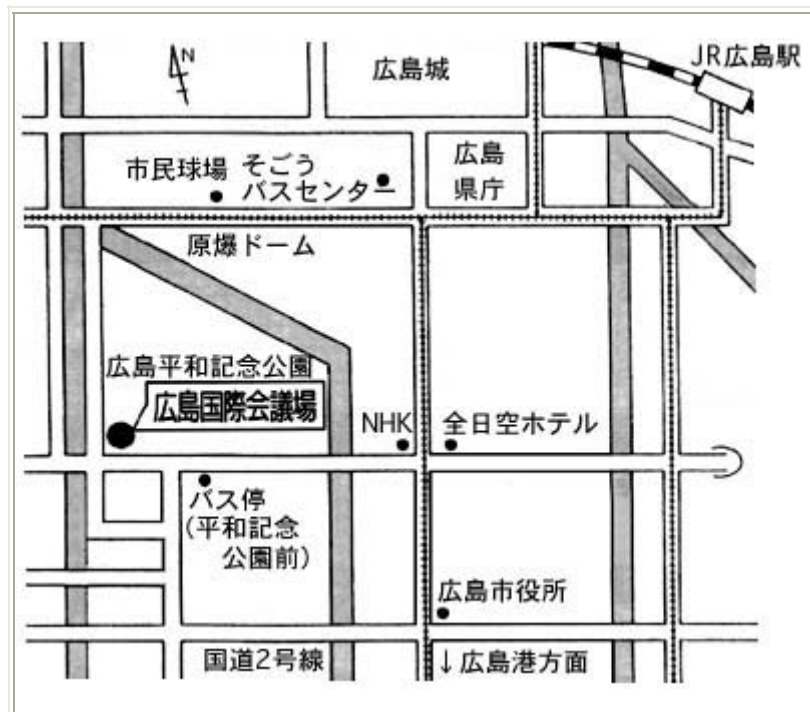 N
JR広島駅
広島城
市民球場
そごう
バスセンター
広島
県庁
原爆ドーム
広島平和記念公園
広島国際会議場
NHK
全日空ホテル
バス停
(平和記念
公園前)
広島市役所
国道2号線
↓広島港方面